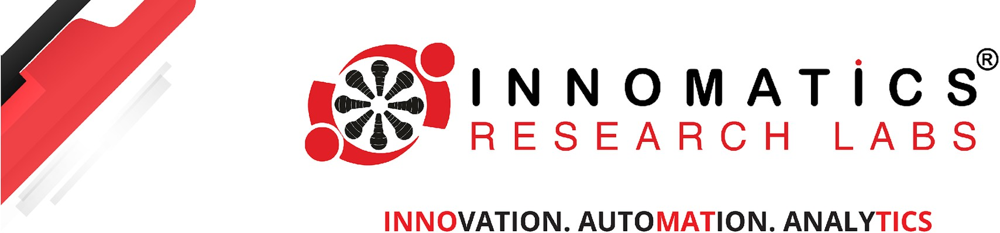 INNOMATICS®
RESEARCH LABS
INNOVATION. AUTOMATION. ANALYTICS